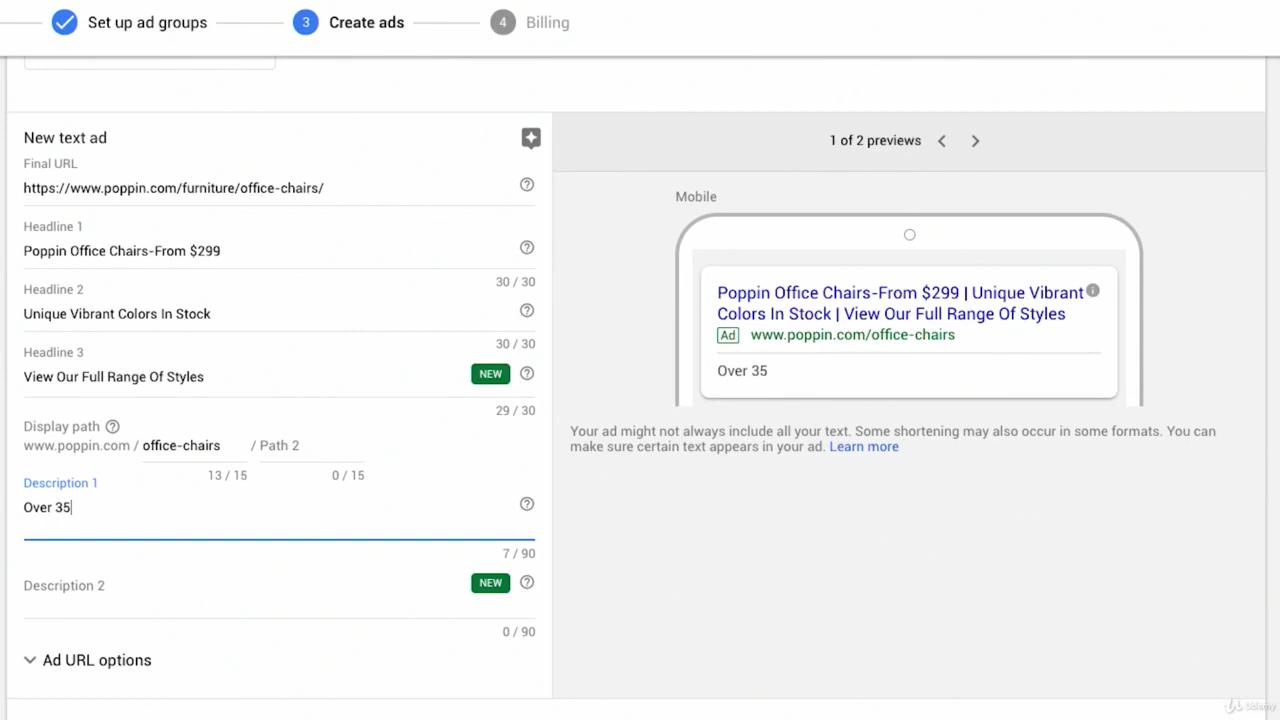 Set up ad groups
3 Create ads
4 Billing
New text ad
Final URL
https://www.poppin.com/furniture/office-chairs/
Headline 1
Poppin Office Chairs-From $299
30 / 30
Headline 2
Unique Vibrant Colors In Stock
30 / 30
Headline 3
View Our Full Range Of Styles
NEW
29 / 30
Display path
www.poppin.com / office-chairs / Path 2
13 / 15 0 / 15
Description 1
Over 35
7 / 90
Description 2
NEW
0 / 90
Ad URL options
1 of 2 previews
Mobile
Poppin Office Chairs-From $299 | Unique Vibrant
Colors In Stock | View Our Full Range Of Styles
Ad www.poppin.com/office-chairs
Over 35
Your ad might not always include all your text. Some shortening may also occur in some formats. You can
make sure certain text appears in your ad. Learn more
Udemy